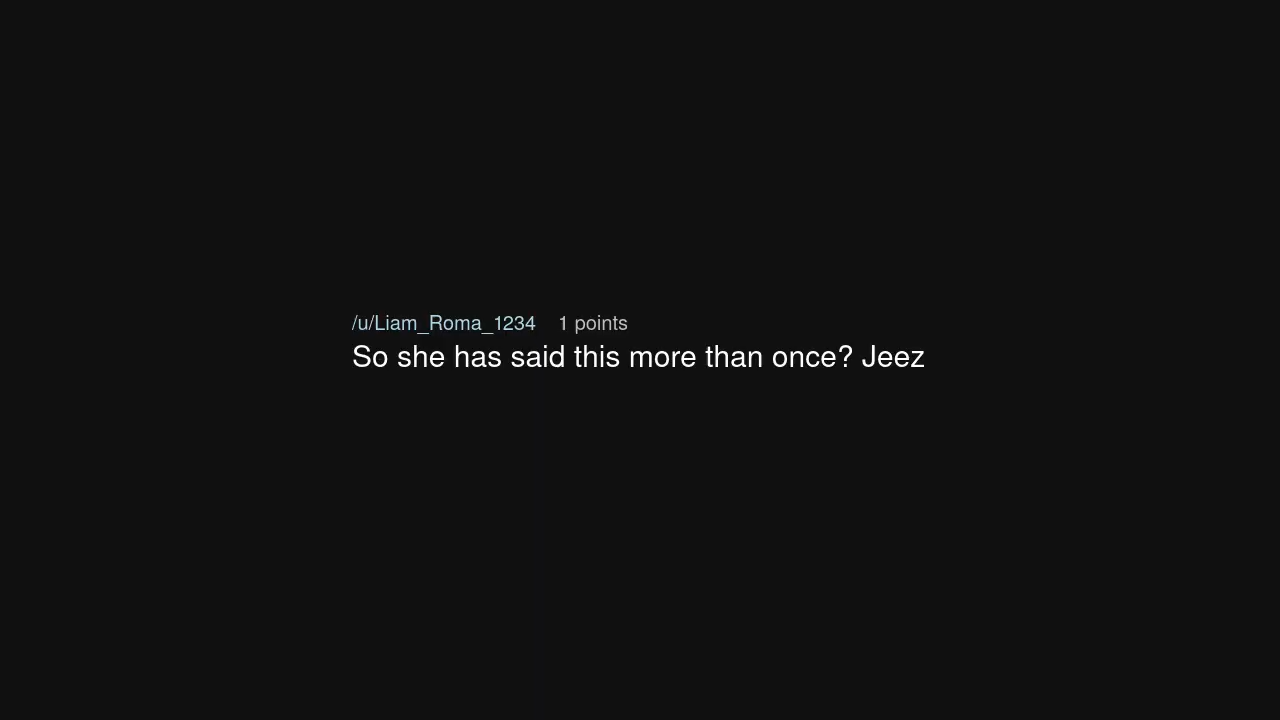 /u/Liam_Roma_1234 1 points
So she has said this more than once? Jeez